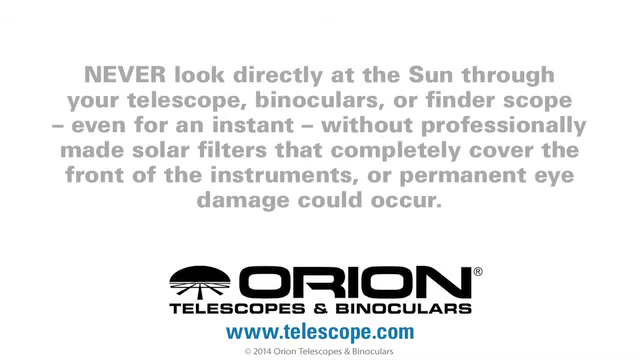 NEVER look directly at the Sun through
your telescope, binoculars, or finder scope
– even for an instant – without professionally
made solar filters that completely cover the
front of the instruments, or permanent eye
damage could occur.
ORION®
TELESCOPES & BINOCULARS
www.telescope.com
© 2014 Orion Telescopes & Binoculars